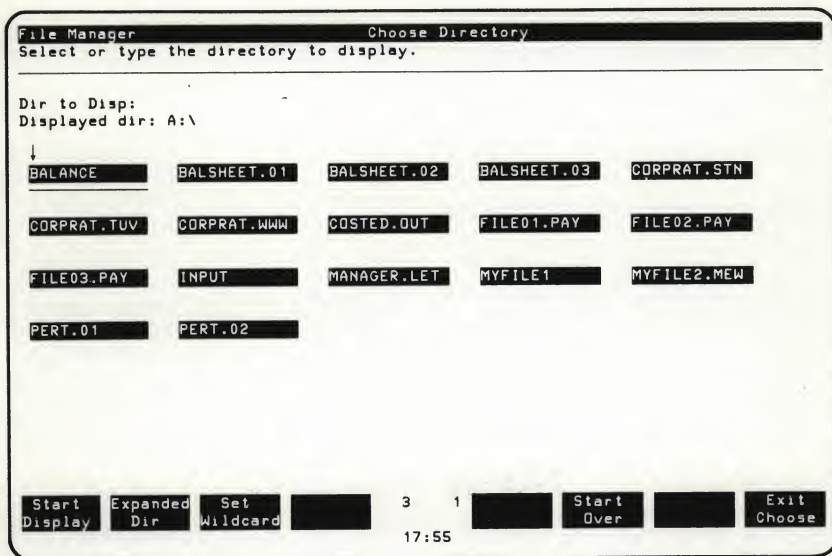 File Manager Choose Directory
Select or type the directory to display.
Dir to Disp:
Displayed dir: A:\
BALANCE BALSHEET.01 BALSHEET.02 BALSHEET.03 CORPRAT.STN
CORPRAT.TUV CORPRAT.WWW COSTED.OUT FILE01.PAY FILE02.PAY
FILE03.PAY INPUT MANAGER.LET MYFILE1 MYFILE2.MEW
PERT.01 PERT.02
Start Display Expanded Dir Set Wildcard 3 1 Start Over Exit Choose
17:55